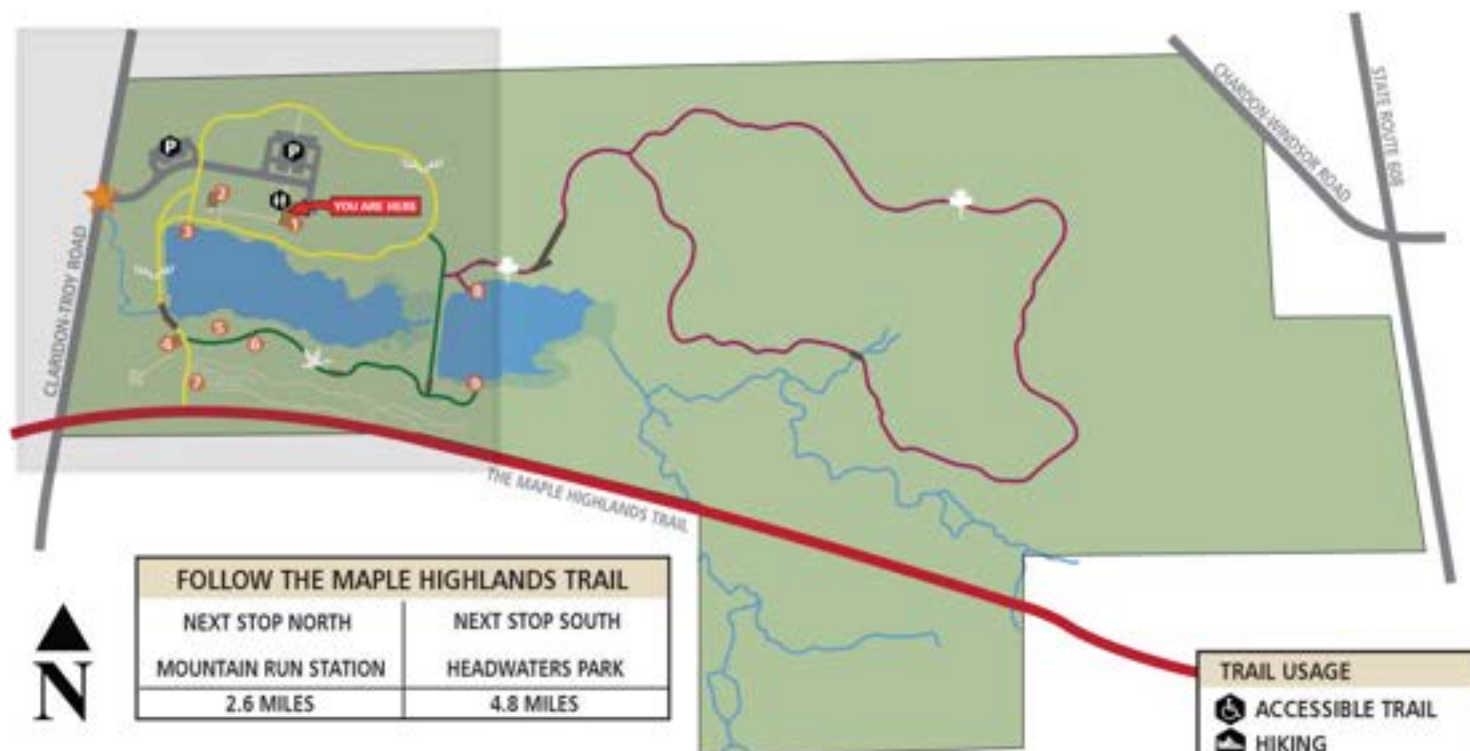 CLARIDON-TROY ROAD
P
P
2
YOU ARE HERE
1
3
4
5
6
7
8
9
CHARDON-WINDSOR ROAD
STATE ROUTE 608
THE MAPLE HIGHLANDS TRAIL
N
FOLLOW THE MAPLE HIGHLANDS TRAIL
NEXT STOP NORTH
NEXT STOP SOUTH
MOUNTAIN RUN STATION
HEADWATERS PARK
2.6 MILES
4.8 MILES
TRAIL USAGE
ACCESSIBLE TRAIL
HIKING